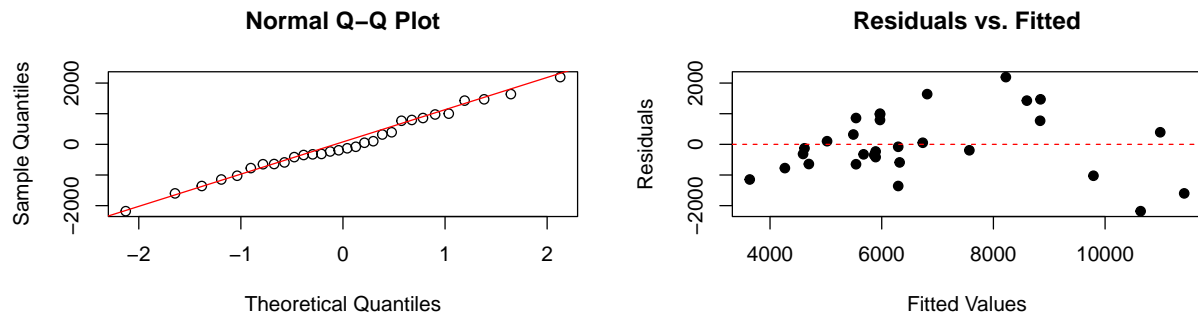 Normal Q−Q Plot
Sample Quantiles
2000
0
−2000
−2 −1 0 1 2
Theoretical Quantiles
Residuals vs. Fitted
Residuals
2000
0
−2000
4000 6000 8000 10000
Fitted Values